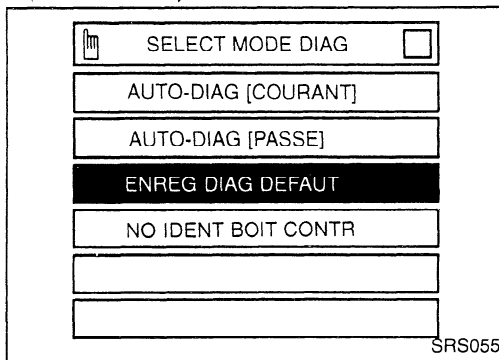 SELECT MODE DIAG
AUTO-DIAG [COURANT]
AUTO-DIAG [PASSE]
ENREG DIAG DEFAUT
NO IDENT BOIT CONTR
SRS055